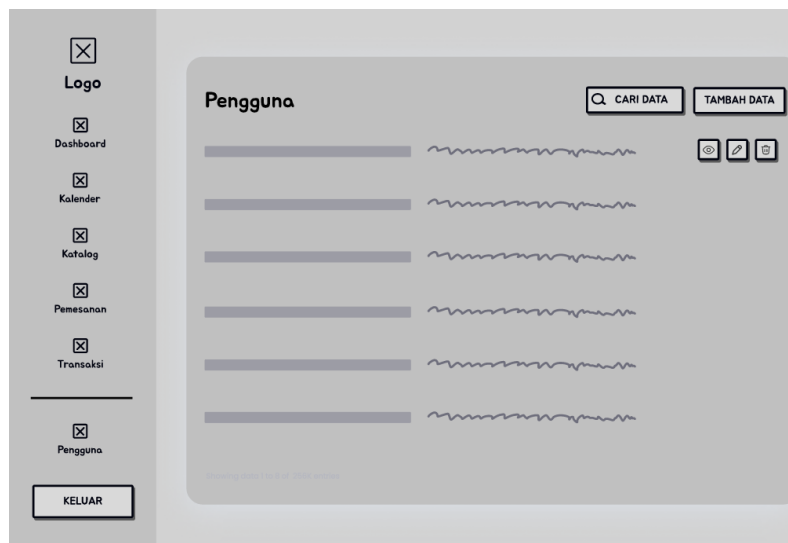 Logo
Dashboard
Kalender
Katalog
Pemesanan
Transaksi
Pengguna
KELUAR
Pengguna
CARI DATA
TAMBAH DATA